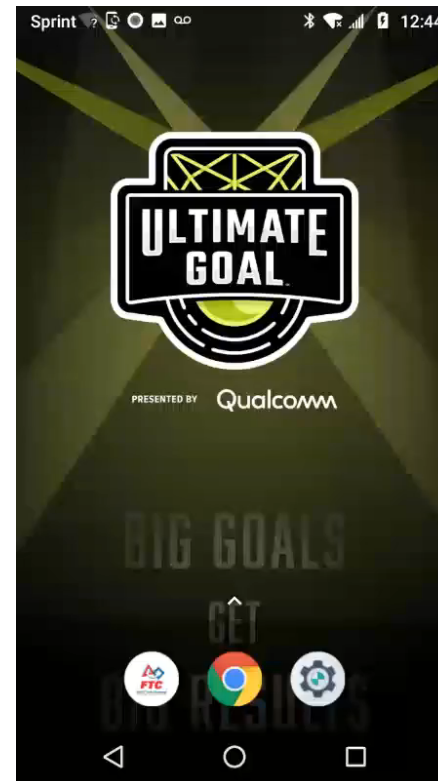 Sprint 12:44
ULTIMATE
GOAL
PRESENTED BY Qualcomm
BIG GOALS
GET
BIG RESULTS
FTC